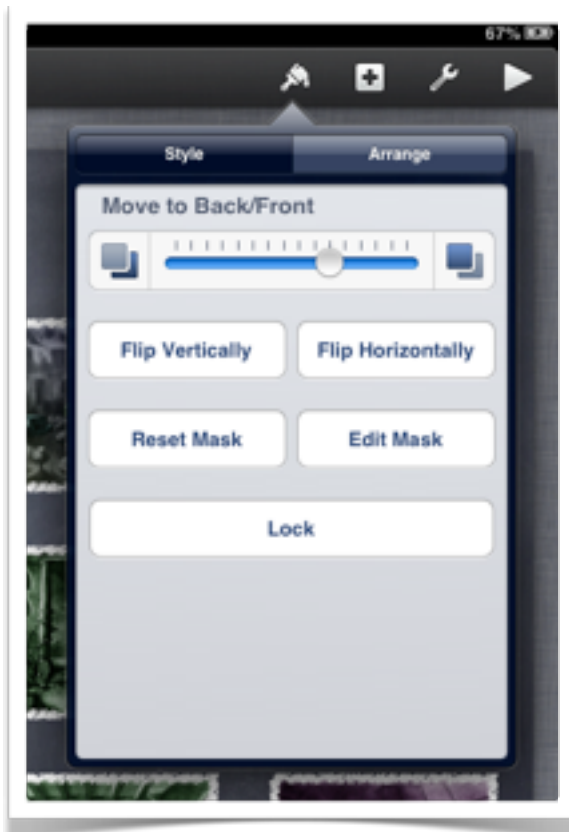 67%
Style Arrange
Move to Back/Front
Flip Vertically Flip Horizontally
Reset Mask Edit Mask
Lock